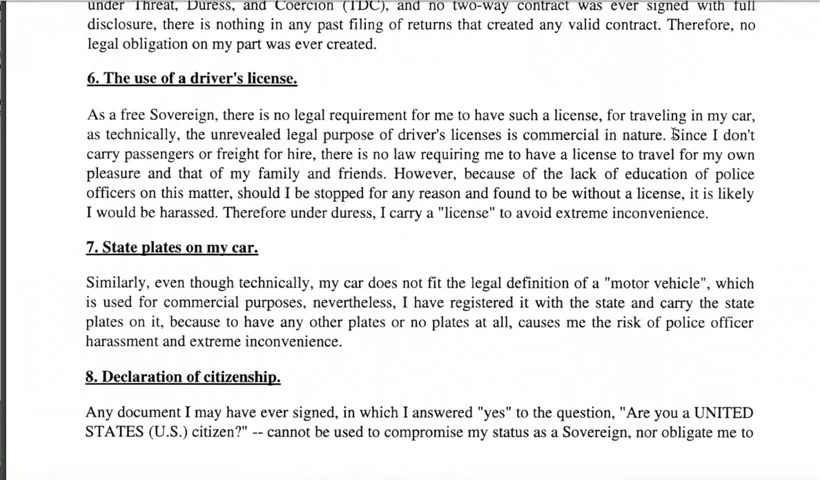 under Threat, Duress, and Coercion (TDC), and no two-way contract was ever signed with full
disclosure, there is nothing in any past filing of returns that created any valid contract. Therefore, no
legal obligation on my part was ever created.
6. The use of a driver's license.
As a free Sovereign, there is no legal requirement for me to have such a license, for traveling in my car,
as technically, the unrevealed legal purpose of driver's licenses is commercial in nature. Since I don't
carry passengers or freight for hire, there is no law requiring me to have a license to travel for my own
pleasure and that of my family and friends. However, because of the lack of education of police
officers on this matter, should I be stopped for any reason and found to be without a license, it is likely
I would be harassed. Therefore under duress, I carry a "license" to avoid extreme inconvenience.
7. State plates on my car.
Similarly, even though technically, my car does not fit the legal definition of a "motor vehicle", which
is used for commercial purposes, nevertheless, I have registered it with the state and carry the state
plates on it, because to have any other plates or no plates at all, causes me the risk of police officer
harassment and extreme inconvenience.
8. Declaration of citizenship.
Any document I may have ever signed, in which I answered "yes" to the question, "Are you a UNITED
STATES (U.S.) citizen?" -- cannot be used to compromise my status as a Sovereign, nor obligate me to